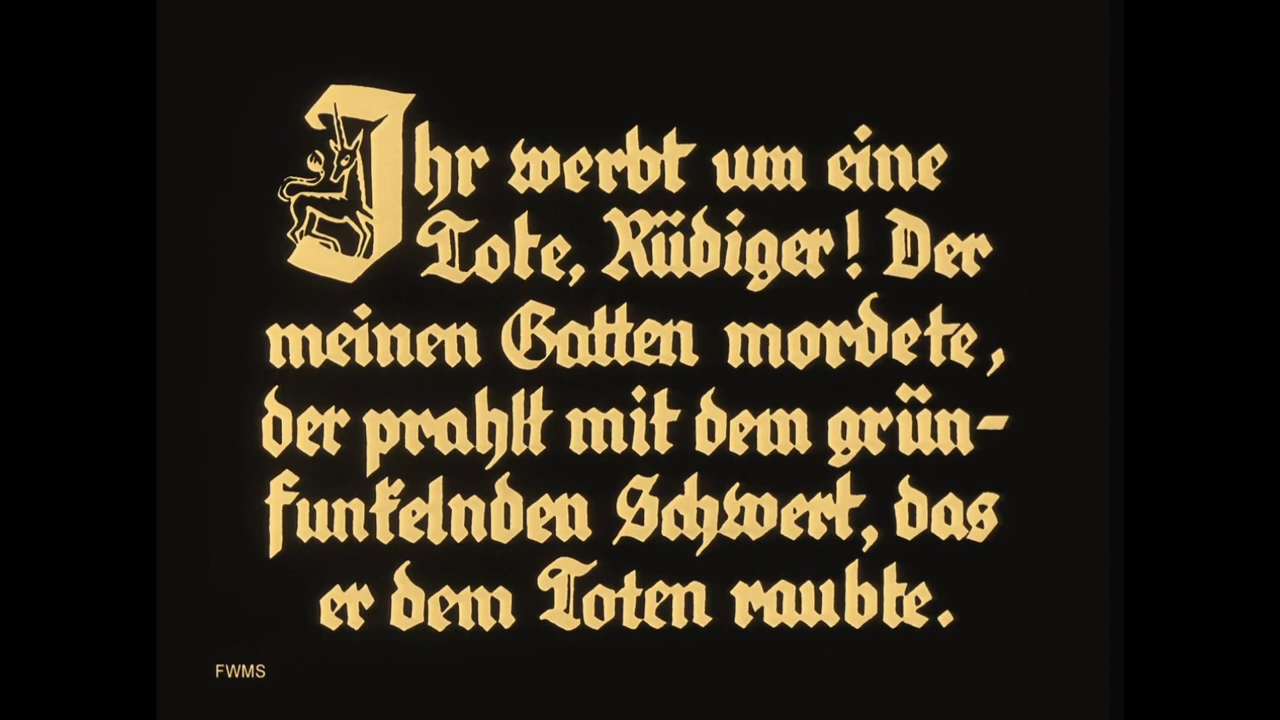 Ihr werbt um eine
Tote, Rüdiger! Der
meinen Gatten mordete,
der prahlt mit dem grün-
funkelnden Schwert, das
er dem Toten raubte.
FWMS